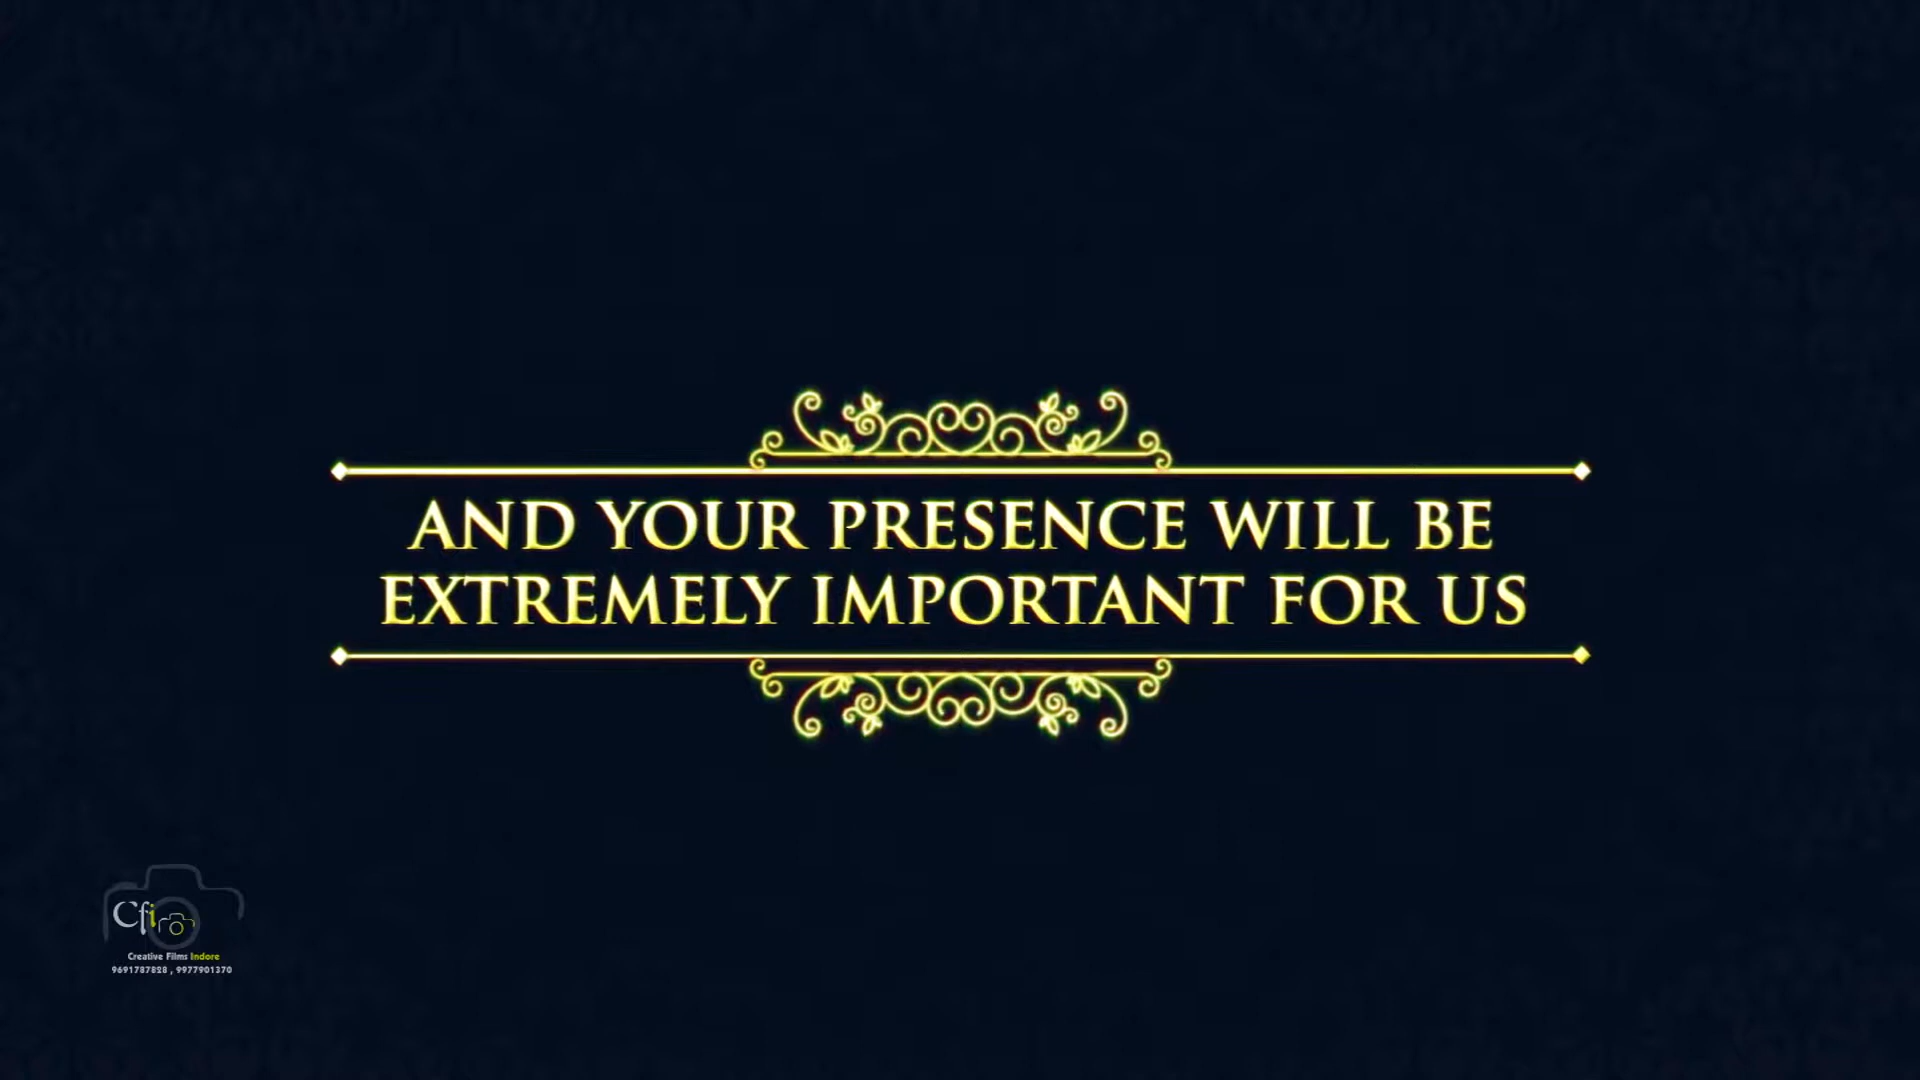 AND YOUR PRESENCE WILL BE
EXTREMELY IMPORTANT FOR US
Cfi
Creative Films Indore
9691787828 , 9977901370